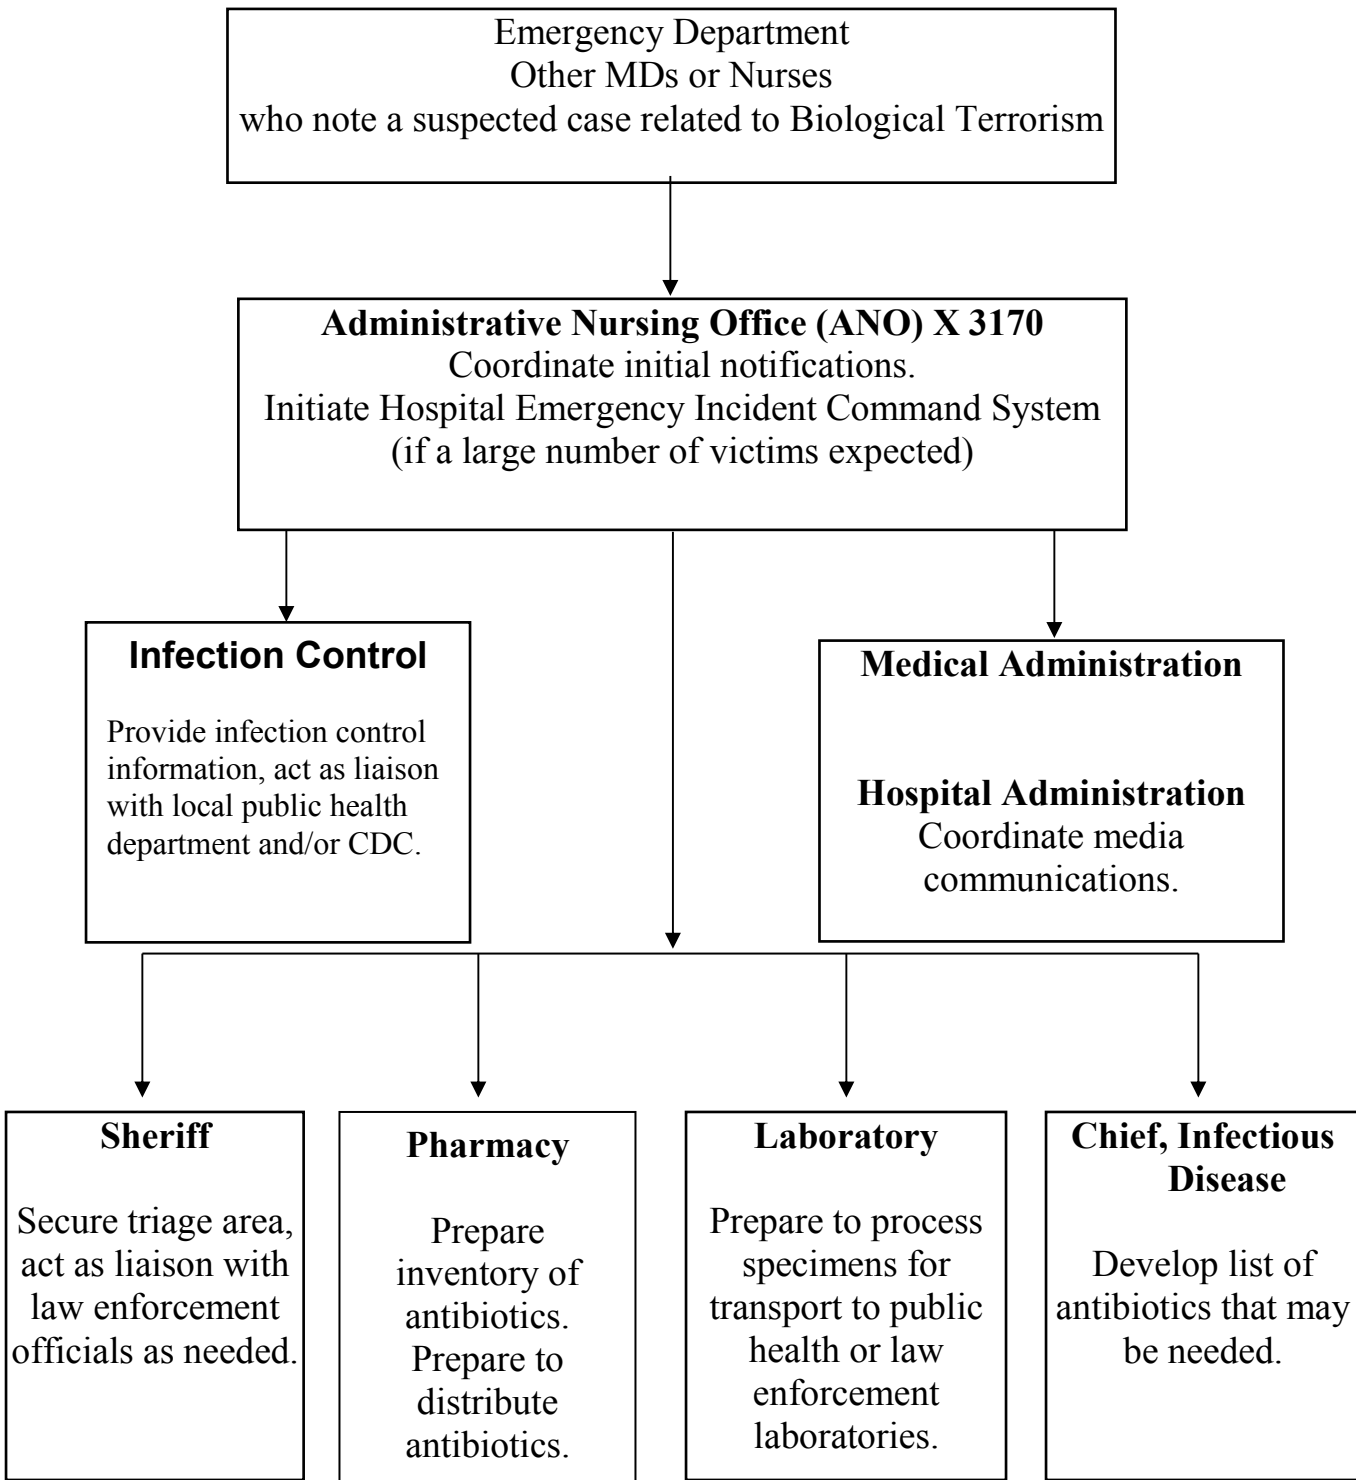 Emergency Department
Other MDs or Nurses
who note a suspected case related to Biological Terrorism
Administrative Nursing Office (ANO) X 3170
Coordinate initial notifications.
Initiate Hospital Emergency Incident Command System
(if a large number of victims expected)
Infection Control
Provide infection control
information, act as liaison
with local public health
department and/or CDC.
Medical Administration
Hospital Administration
Coordinate media
communications.
Sheriff
Secure triage area,
act as liaison with
law enforcement
officials as needed.
Pharmacy
Prepare
inventory of
antibiotics.
Prepare to
distribute
antibiotics.
Laboratory
Prepare to process
specimens for
transport to public
health or law
enforcement
laboratories.
Chief, Infectious
Disease
Develop list of
antibiotics that may
be needed.